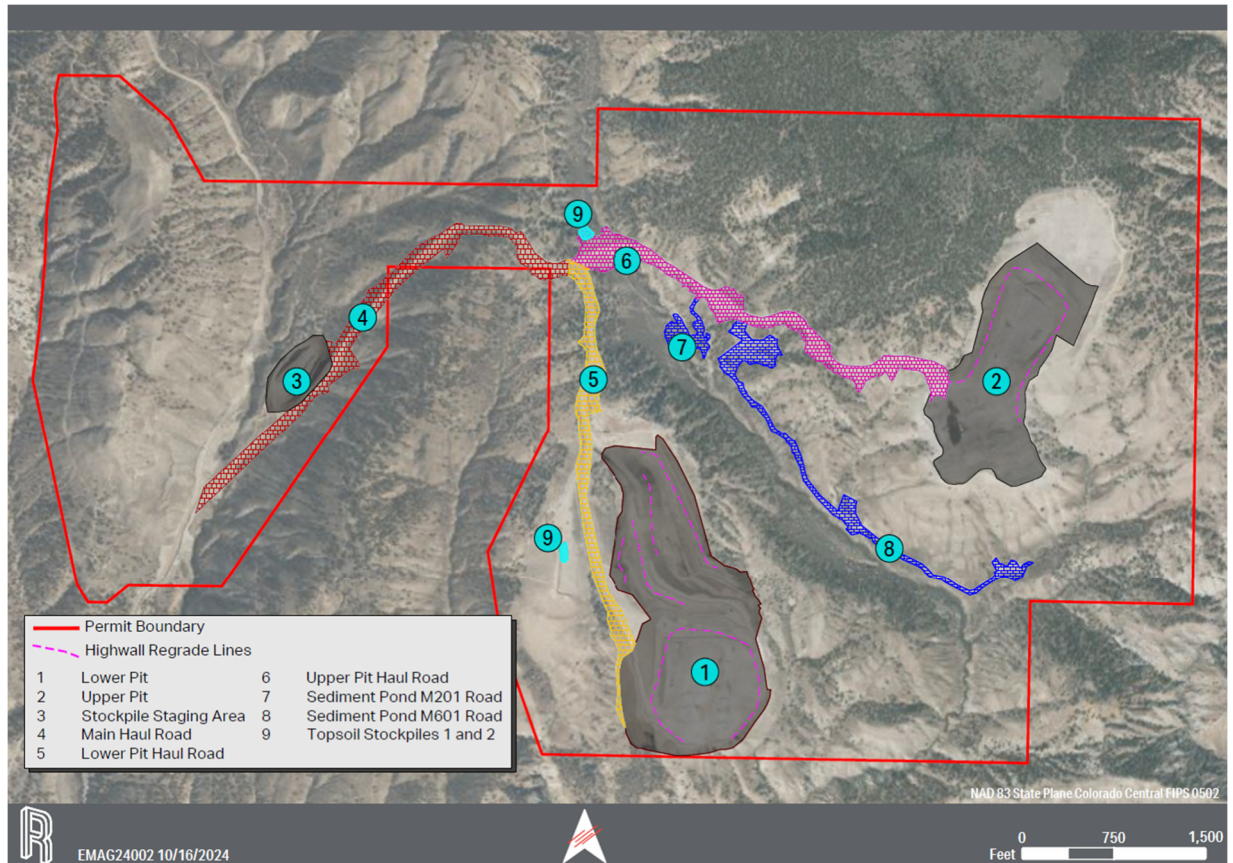 9
6
4
7
3
5
2
9
8
1
Permit Boundary
Highwall Regrade Lines
1 Lower Pit
2 Upper Pit
3 Stockpile Staging Area
4 Main Haul Road
5 Lower Pit Haul Road
6 Upper Pit Haul Road
7 Sediment Pond M201 Road
8 Sediment Pond M601 Road
9 Topsoil Stockpiles 1 and 2
NAD 83 State Plane Colorado Central FIPS 0502
R
EMAG24002 10/16/2024
0 750 1,500
Feet